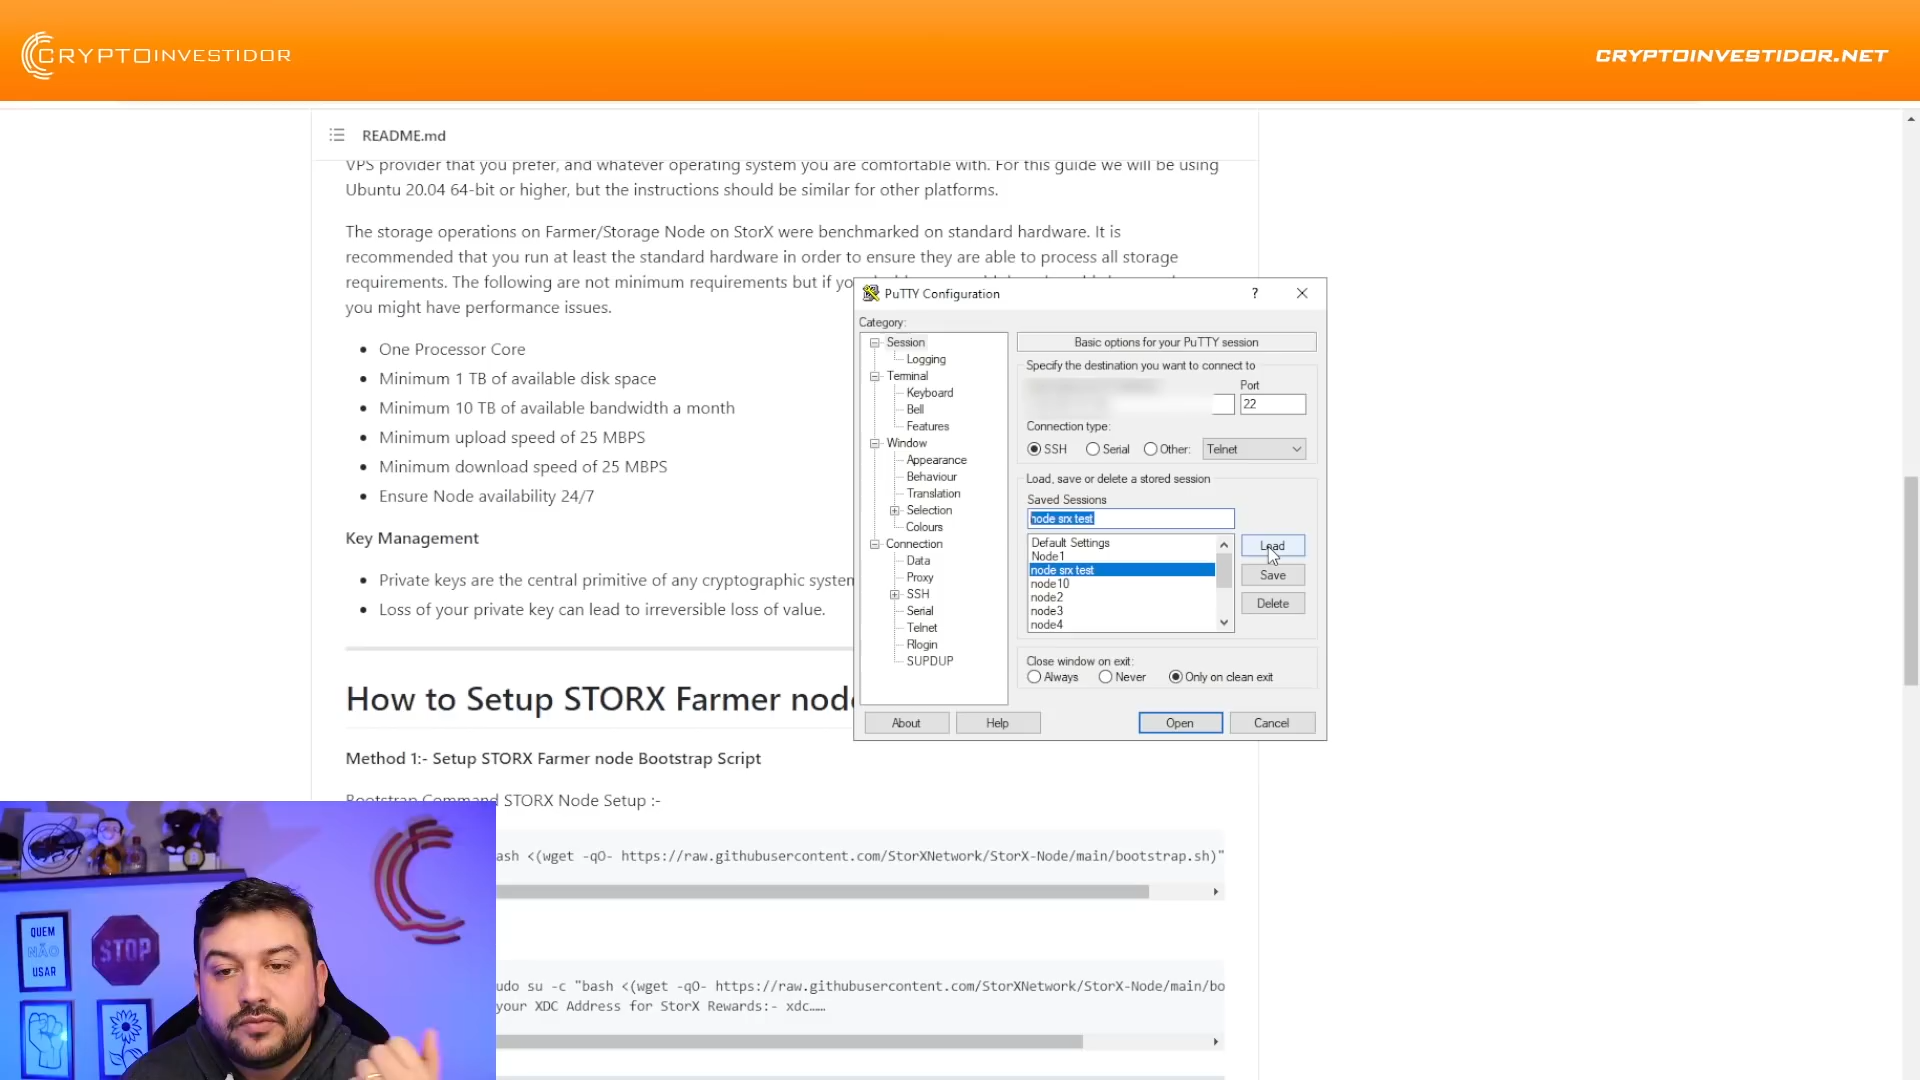 CRYPTOINVESTIDOR
CRYPTOINVESTIDOR.NET
README.md
VPS provider that you prefer, and whatever operating system you are comfortable with. For this guide we will be using
Ubuntu 20.04 64-bit or higher, but the instructions should be similar for other platforms.
The storage operations on Farmer/Storage Node on StorX were benchmarked on standard hardware. It is
recommended that you run at least the standard hardware in order to ensure they are able to process all storage
requirements. The following are not minimum requirements but if yo
you might have performance issues.
One Processor Core
Minimum 1 TB of available disk space
Minimum 10 TB of available bandwidth a month
Minimum upload speed of 25 MBPS
Minimum download speed of 25 MBPS
Ensure Node availability 24/7
Key Management
Private keys are the central primitive of any cryptographic system
Loss of your private key can lead to irreversible loss of value.
How to Setup STORX Farmer node
Method 1:- Setup STORX Farmer node Bootstrap Script
Bootstrap Command STORX Node Setup :-
ash <(wget -qO- https://raw.githubusercontent.com/StorXNetwork/StorX-Node/main/bootstrap.sh)"
udo su -c "bash <(wget -qO- https://raw.githubusercontent.com/StorXNetwork/StorX-Node/main/bo
your XDC Address for StorX Rewards:- xdc……
PuTTY Configuration
?
Category:
Session
Logging
Terminal
Keyboard
Bell
Features
Window
Appearance
Behaviour
Translation
Selection
Colours
Connection
Data
Proxy
SSH
Serial
Telnet
Rlogin
SUPDUP
Basic options for your PuTTY session
Specify the destination you want to connect to
Port
22
Connection type:
SSH Serial Other: Telnet
Load, save or delete a stored session
Saved Sessions
node srx test
Default Settings
Node1
node srx test
node10
node2
node3
node4
Load
Save
Delete
Close window on exit:
Always Never Only on clean exit
About Help Open Cancel
QUEM
NÃO
USAR
STOP